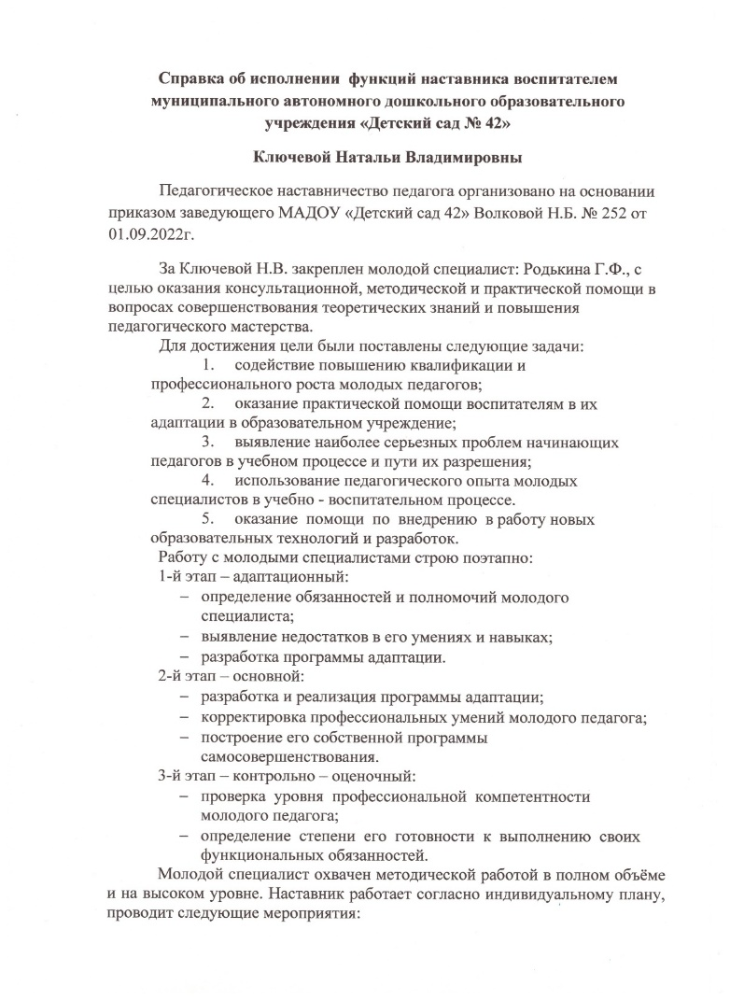 Справка об исполнении функций наставника воспитателем
муниципального автономного дошкольного образовательного
учреждения «Детский сад № 42»
Ключевой Натальи Владимировны
Педагогическое наставничество педагога организовано на основании
приказом заведующего МАДОУ «Детский сад 42» Волковой Н.Б. № 252 от
01.09.2022г.
За Ключевой Н.В. закреплен молодой специалист: Родькина Г.Ф., с
целью оказания консультационной, методической и практической помощи в
вопросах совершенствования теоретических знаний и повышения
педагогического мастерства.
Для достижения цели были поставлены следующие задачи:
1. содействие повышению квалификации и
профессионального роста молодых педагогов;
2. оказание практической помощи воспитателям в их
адаптации в образовательном учреждение;
3. выявление наиболее серьезных проблем начинающих
педагогов в учебном процессе и пути их разрешения;
4. использование педагогического опыта молодых
специалистов в учебно - воспитательном процессе.
5. оказание помощи по внедрению в работу новых
образовательных технологий и разработок.
Работу с молодыми специалистами строю поэтапно:
1-й этап – адаптационный:
– определение обязанностей и полномочий молодого
специалиста;
– выявление недостатков в его умениях и навыках;
– разработка программы адаптации.
2-й этап – основной:
– разработка и реализация программы адаптации;
– корректировка профессиональных умений молодого педагога;
– построение его собственной программы
самосовершенствования.
3-й этап – контрольно – оценочный:
– проверка уровня профессиональной компетентности
молодого педагога;
– определение степени его готовности к выполнению своих
функциональных обязанностей.
Молодой специалист охвачен методической работой в полном объёме
и на высоком уровне. Наставник работает согласно индивидуальному плану,
проводит следующие мероприятия: